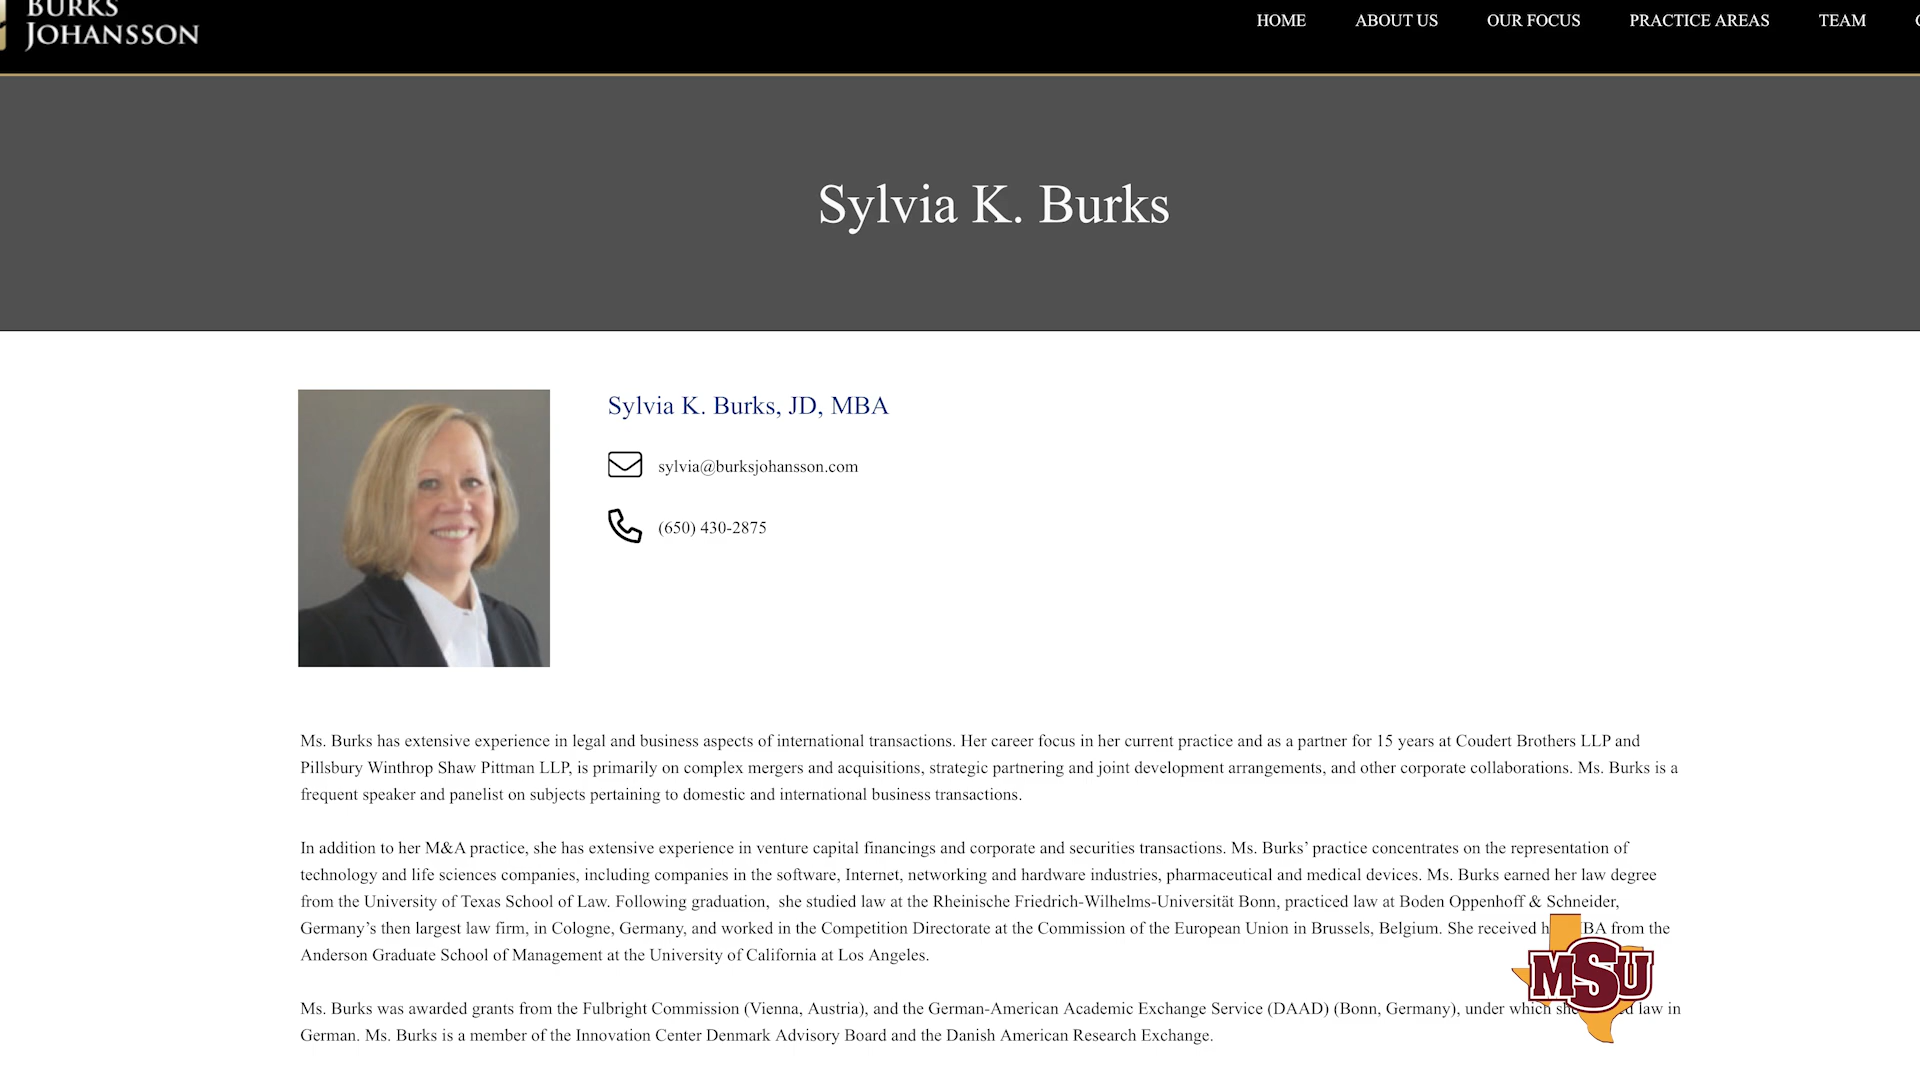 BURKS
JOHANSSON
HOME ABOUT US OUR FOCUS PRACTICE AREAS TEAM
Sylvia K. Burks
Sylvia K. Burks, JD, MBA
sylvia@burksjohansson.com
(650) 430-2875
Ms. Burks has extensive experience in legal and business aspects of international transactions. Her career focus in her current practice and as a partner for 15 years at Coudert Brothers LLP and
Pillsbury Winthrop Shaw Pittman LLP, is primarily on complex mergers and acquisitions, strategic partnering and joint development arrangements, and other corporate collaborations. Ms. Burks is a
frequent speaker and panelist on subjects pertaining to domestic and international business transactions.
In addition to her M&A practice, she has extensive experience in venture capital financings and corporate and securities transactions. Ms. Burks’ practice concentrates on the representation of
technology and life sciences companies, including companies in the software, Internet, networking and hardware industries, pharmaceutical and medical devices. Ms. Burks earned her law degree
from the University of Texas School of Law. Following graduation, she studied law at the Rheinische Friedrich-Wilhelms-Universität Bonn, practiced law at Boden Oppenhoff & Schneider,
Germany’s then largest law firm, in Cologne, Germany, and worked in the Competition Directorate at the Commission of the European Union in Brussels, Belgium. She received from the
Anderson Graduate School of Management at the University of California at Los Angeles.
MSU
Ms. Burks was awarded grants from the Fulbright Commission (Vienna, Austria), and the German-American Academic Exchange Service (DAAD) (Bonn, Germany), under which law in
German. Ms. Burks is a member of the Innovation Center Denmark Advisory Board and the Danish American Research Exchange.